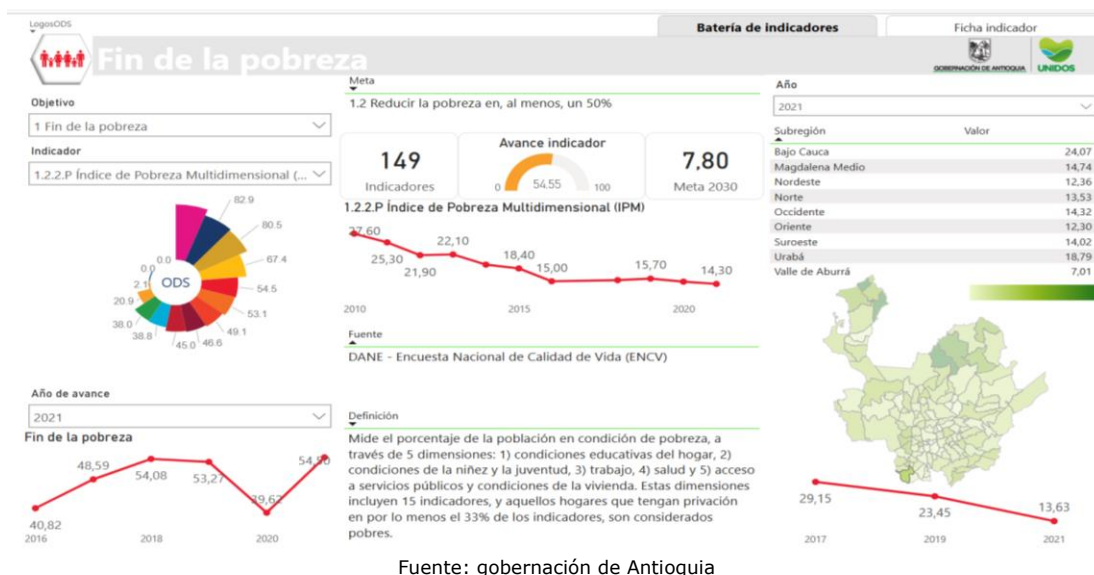 LogosODS
Batería de indicadores
Ficha indicador
Fin de la pobreza
GOBERNACIÓN DE ANTIOQUIA
UNIDOS
Objetivo
1 Fin de la pobreza
Indicador
1.2.2.P Índice de Pobreza Multidimensional (...
82.9
80.5
67.4
54.5
53.1
49.1
46.6
45.0
38.8
38.0
20.9
2.1
0.0
0.0
ODS
Año de avance
2021
Fin de la pobreza
40,82
48,59
54,08
53,27
39,67
54,50
2016
2018
2020
Meta
1.2 Reducir la pobreza en, al menos, un 50%
149
Indicadores
Avance indicador
0
54,55
100
7,80
Meta 2030
1.2.2.P Índice de Pobreza Multidimensional (IPM)
27,60
25,30
21,90
22,10
18,40
15,00
15,70
14,30
2010
2015
2020
Fuente
DANE - Encuesta Nacional de Calidad de Vida (ENCV)
Definición
Mide el porcentaje de la población en condición de pobreza, a
través de 5 dimensiones: 1) condiciones educativas del hogar, 2)
condiciones de la niñez y la juventud, 3) trabajo, 4) salud y 5) acceso
a servicios públicos y condiciones de la vivienda. Estas dimensiones
incluyen 15 indicadores, y aquellos hogares que tengan privación
en por lo menos el 33% de los indicadores, son considerados
pobres.
Año
2021
Subregión Valor
Bajo Cauca 24,07
Magdalena Medio 14,74
Nordeste 12,36
Norte 13,53
Occidente 14,32
Oriente 12,30
Suroeste 14,02
Urabá 18,79
Valle de Aburrá 7,01
29,15
23,45
13,63
2017
2019
2021
Fuente: gobernación de Antioquia